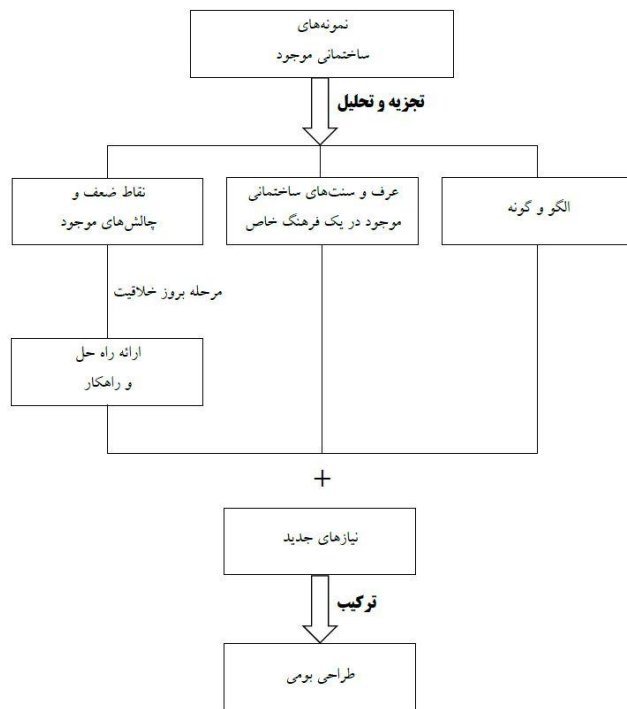 نمونه‌های
ساختمانی موجود
تجزیه و تحلیل
الگو و گونه
عرف و سنت‌های ساختمانی
موجود در یک فرهنگ خاص
نقاط ضعف و
چالش‌های موجود
مرحله بروز خلاقیت
ارائه راه حل
و راهکار
+
نیازهای جدید
ترکیب
طراحی بومی